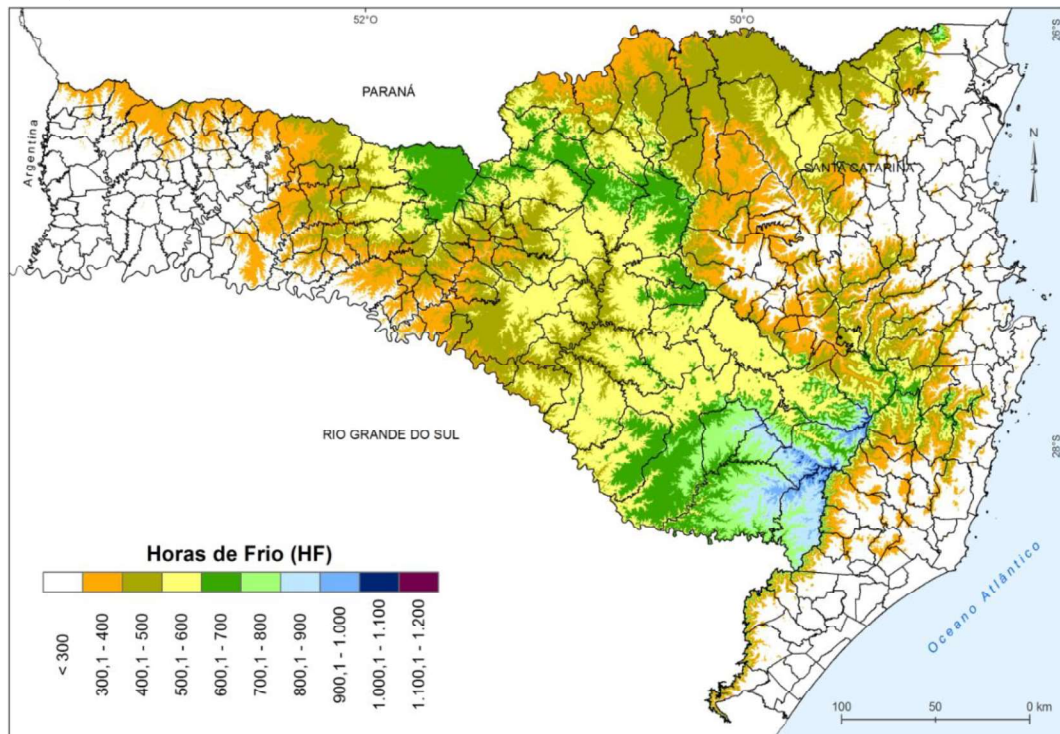 52°O
50°O
26°S
PARANÁ
Argentina
N
SANTA CATARINA
RIO GRANDE DO SUL
28°S
Horas de Frio (HF)
< 300
300,1 - 400
400,1 - 500
500,1 - 600
600,1 - 700
700,1 - 800
800,1 - 900
900,1 - 1.000
1.000,1 - 1.100
1.100,1 - 1.200
Oceano Atlântico
100
50
0 km